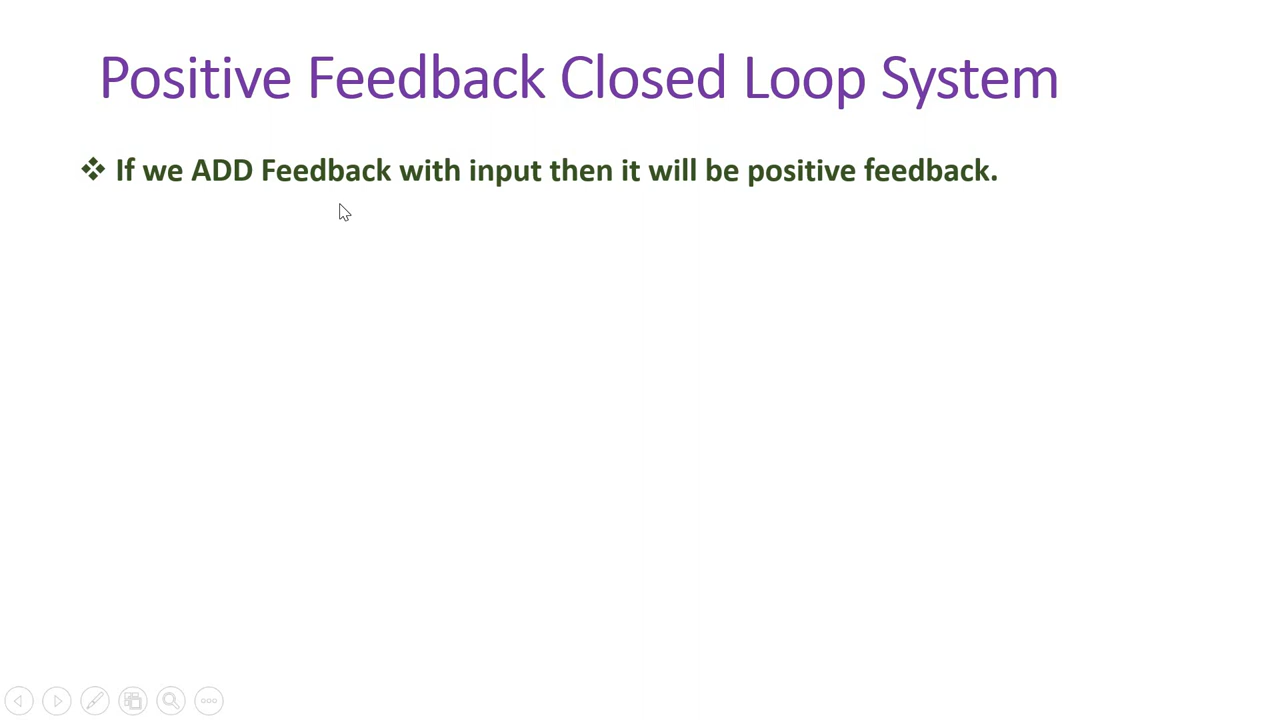 Positive Feedback Closed Loop System
❖ If we ADD Feedback with input then it will be positive feedback.